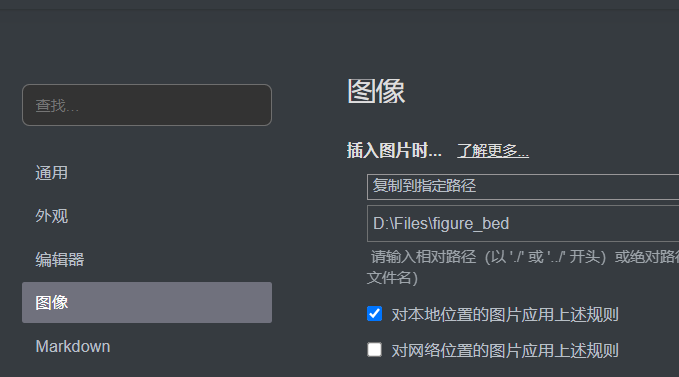 图像
查找...
插入图片时... 了解更多...
通用
复制到指定路径
外观
D:\Files\figure_bed
编辑器
请输入相对路径（以 './' 或 '../' 开头）或绝对路径
文件名）
图像
对本地位置的图片应用上述规则
Markdown
对网络位置的图片应用上述规则